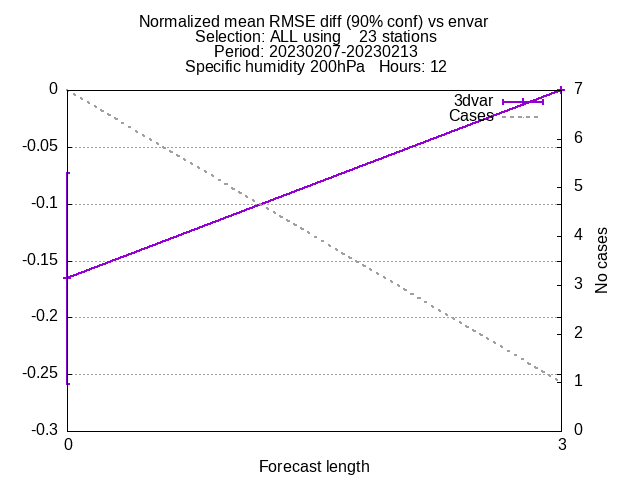 Normalized mean RMSE diff (90% conf) vs envar
Selection: ALL using    23 stations
Period: 20230207-20230213
Specific humidity 200hPa   Hours: 12
3dvar
Cases
0
-0.05
-0.1
-0.15
-0.2
-0.25
-0.3
7
6
5
4
3
2
1
0
No cases
0
3
Forecast length